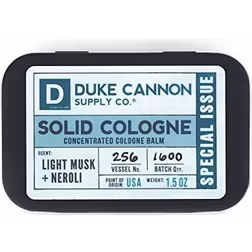 D DUKE CANNON
SUPPLY CO.®
SOLID COLOGNE
CONCENTRATED COLOGNE BALM
SCENT:
LIGHT MUSK
+ NEROLI
256
VESSEL No.
1600
BATCH Qty.
POINT OF ORIGIN: USA
WEIGHT: 1.5 OZ
SPECIAL ISSUE